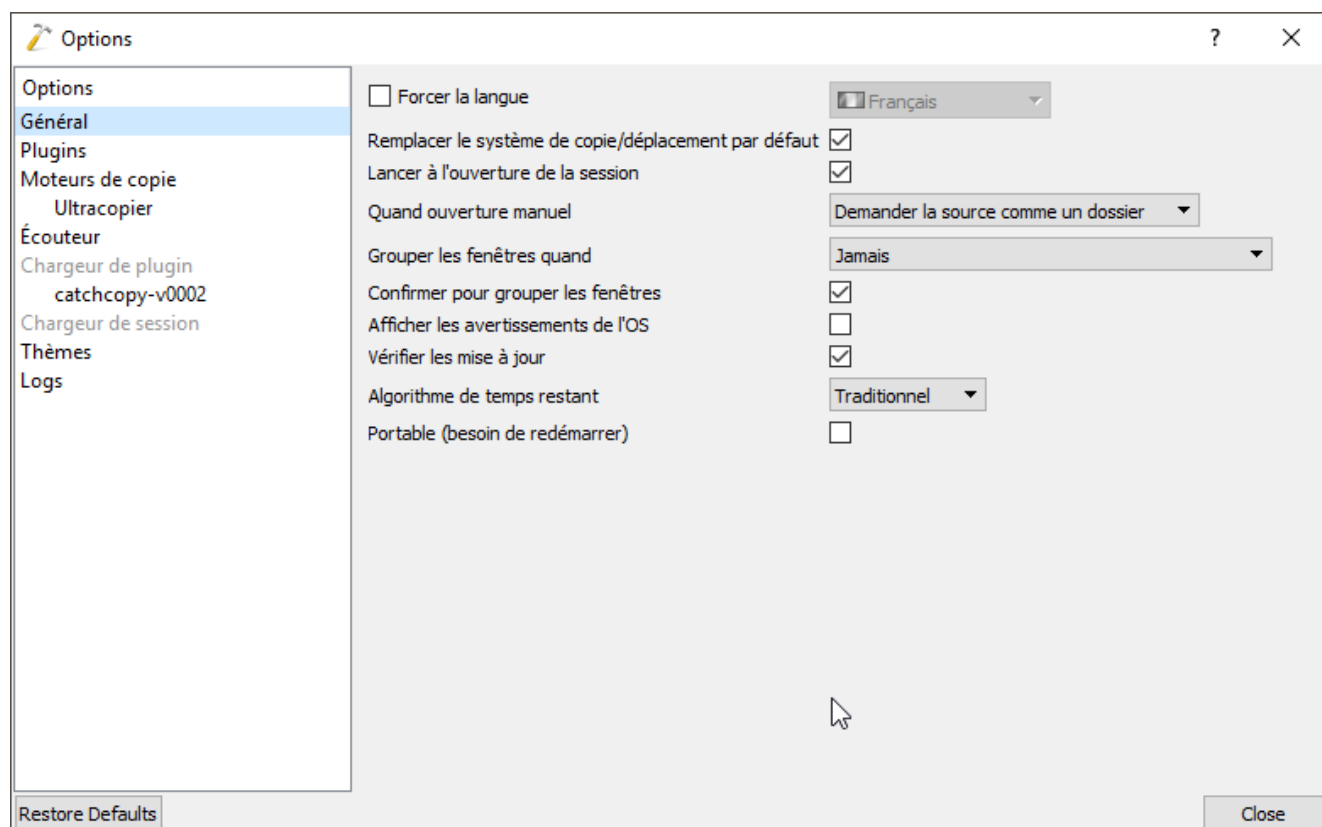 Options
?
Options
Général
Plugins
Moteurs de copie
Ultracopier
Écouteur
Chargeur de plugin
catchcopy-v0002
Chargeur de session
Thèmes
Logs
Forcer la langue
Français
Remplacer le système de copie/déplacement par défaut
Lancer à l'ouverture de la session
Quand ouverture manuel
Demander la source comme un dossier
Grouper les fenêtres quand
Jamais
Confirmer pour grouper les fenêtres
Afficher les avertissements de l'OS
Vérifier les mise à jour
Algorithme de temps restant
Traditionnel
Portable (besoin de redémarrer)
Restore Defaults
Close